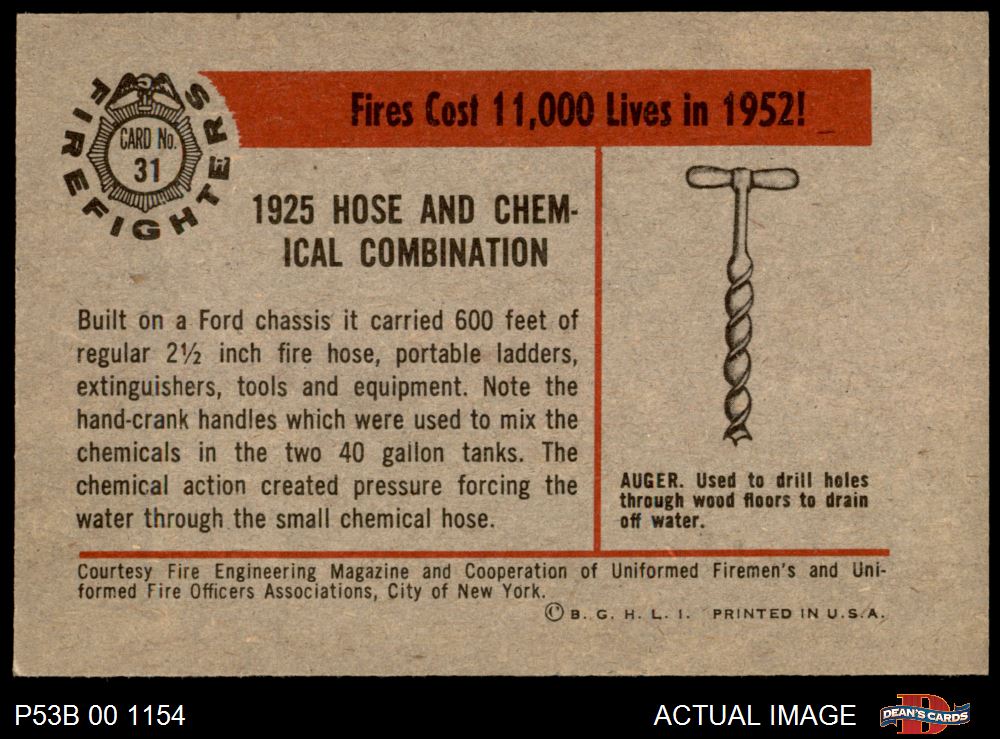 FIREFIGHTERS
CARD No.
31
Fires Cost 11,000 Lives in 1952!
1925 HOSE AND CHEM-
ICAL COMBINATION
Built on a Ford chassis it carried 600 feet of
regular 2½ inch fire hose, portable ladders,
extinguishers, tools and equipment. Note the
hand-crank handles which were used to mix the
chemicals in the two 40 gallon tanks. The
chemical action created pressure forcing the
water through the small chemical hose.
AUGER. Used to drill holes
through wood floors to drain
off water.
Courtesy Fire Engineering Magazine and Cooperation of Uniformed Firemen's and Uni-
formed Fire Officers Associations, City of New York.
© B. G. H. L. I. PRINTED IN U.S.A.
P53B 00 1154
ACTUAL IMAGE
D
DEAN'S CARDS